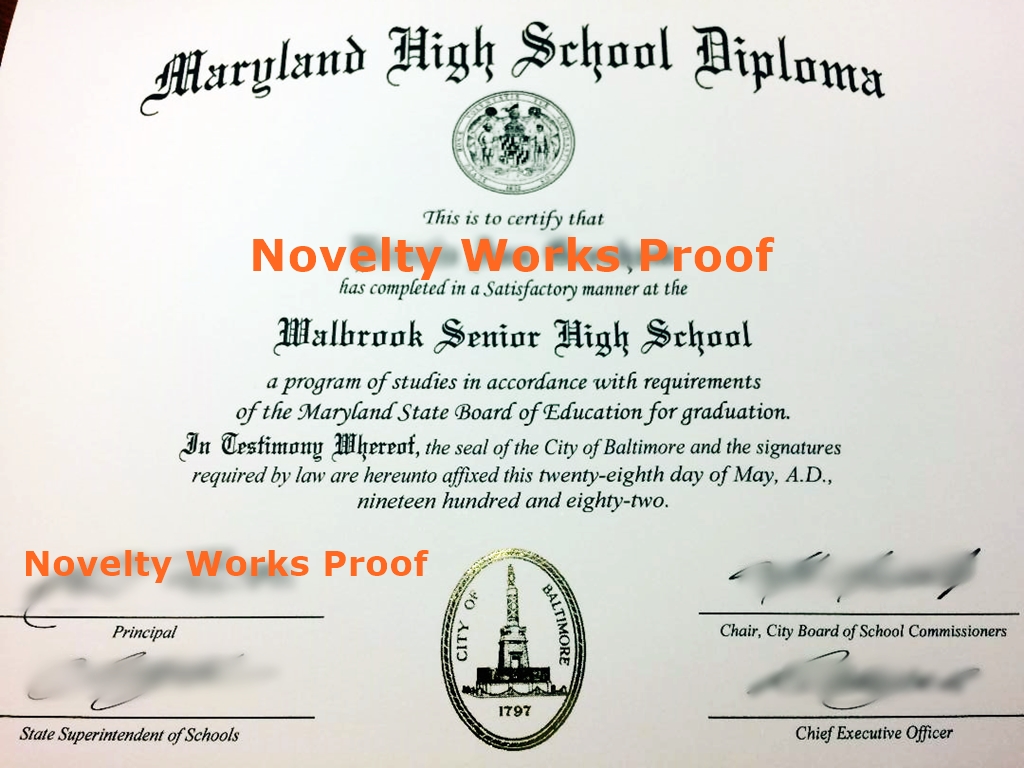 Maryland High School Diploma
This is to certify that
Novelty Works Proof
has completed in a Satisfactory manner at the
Walbrook Senior High School
a program of studies in accordance with requirements
of the Maryland State Board of Education for graduation.
In Testimony Whereof, the seal of the City of Baltimore and the signatures
required by law are hereunto affixed this twenty-eighth day of May, A.D.,
nineteen hundred and eighty-two.
Novelty Works Proof
CITY OF BALTIMORE
1797
Principal
Chair, City Board of School Commissioners
State Superintendent of Schools
Chief Executive Officer